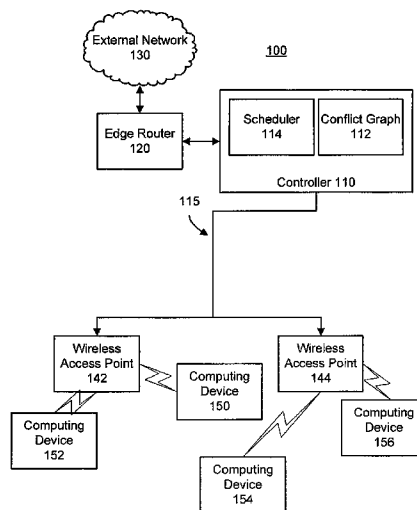 External Network
130
100
Edge Router
120
Scheduler
114
Conflict Graph
112
Controller 110
115
Wireless
Access Point
142
Wireless
Access Point
144
Computing
Device
150
Computing
Device
152
Computing
Device
156
Computing
Device
154